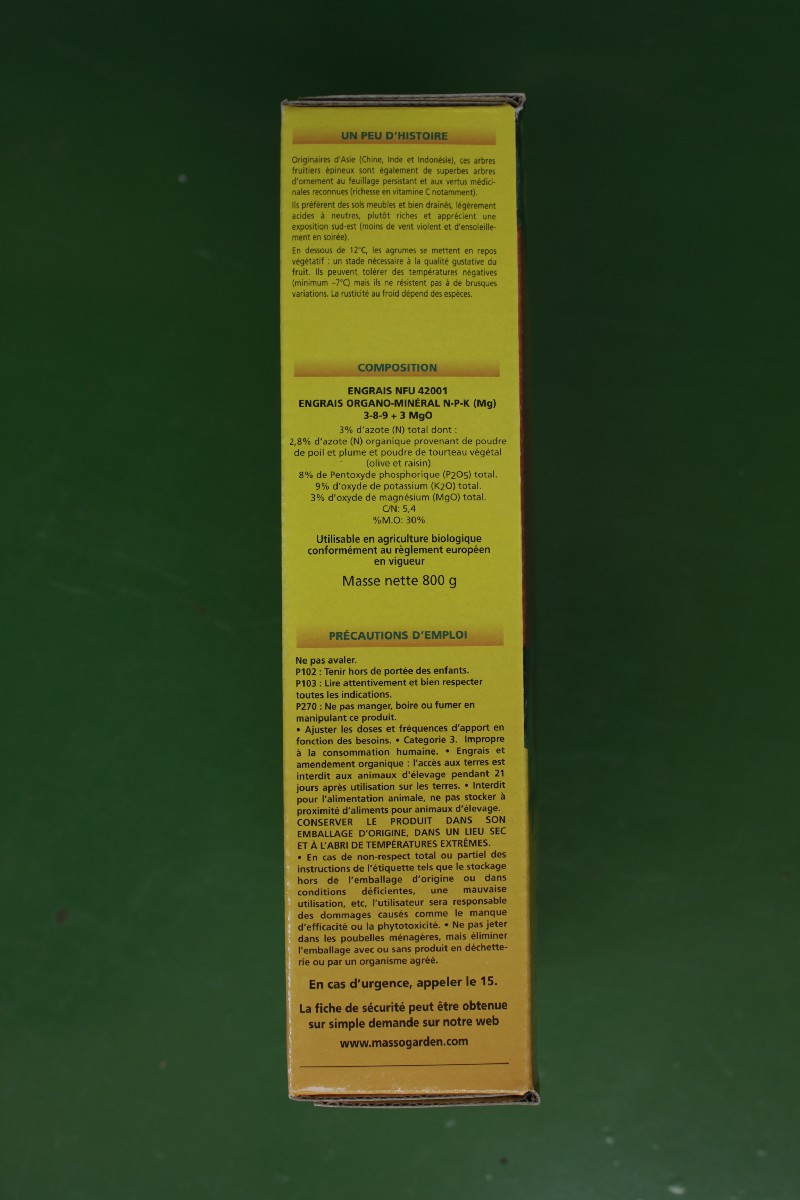 UN PEU D'HISTOIRE
Originaires d'Asie (Chine, Inde et Indonésie), ces arbres
fruitiers épineux sont également de superbes arbres
d'ornement au feuillage persistant et aux vertus médici-
nales reconnues (richesse en vitamine C notamment).
Ils préfèrent des sols meubles et bien drainés, légèrement
acides à neutres, plutôt riches et apprécient une
exposition sud-est (moins de vent violent et d'ensoleille-
ment en soirée).
En dessous de 12°C, les agrumes se mettent en repos
végétatif : un stade nécessaire à la qualité gustative du
fruit. Ils peuvent tolérer des températures négatives
(minimum -7°C) mais ils ne résistent pas à de brusques
variations. La rusticité au froid dépend des espèces.
COMPOSITION
ENGRAIS NFU 42001
ENGRAIS ORGANO-MINÉRAL N-P-K (Mg)
3-8-9 + 3 MgO
3% d'azote (N) total dont :
2,8% d'azote (N) organique provenant de poudre
de poil et plume et poudre de tourteau végétal
(olive et raisin)
8% de Pentoxyde phosphorique (P2O5) total.
9% d'oxyde de potassium (K2O) total.
3% d'oxyde de magnésium (MgO) total.
C/N: 5,4
%M.O: 30%
Utilisable en agriculture biologique
conformément au règlement européen
en vigueur
Masse nette 800 g
PRÉCAUTIONS D'EMPLOI
Ne pas avaler.
P102 : Tenir hors de portée des enfants.
P103 : Lire attentivement et bien respecter
toutes les indications.
P270 : Ne pas manger, boire ou fumer en
manipulant ce produit.
• Ajuster les doses et fréquences d'apport en
fonction des besoins. • Categorie 3. Impropre
à la consommation humaine. • Engrais et
amendement organique : l'accès aux terres est
interdit aux animaux d'élevage pendant 21
jours après utilisation sur les terres. • Interdit
pour l'alimentation animale, ne pas stocker à
proximité d'aliments pour animaux d'élevage.
CONSERVER LE PRODUIT DANS SON
EMBALLAGE D'ORIGINE, DANS UN LIEU SEC
ET À L'ABRI DE TEMPÉRATURES EXTRÊMES.
• En cas de non-respect total ou partiel des
instructions de l'étiquette tels que le stockage
hors de l'emballage d'origine ou dans
conditions déficientes, une mauvaise
utilisation, etc, l'utilisateur sera responsable
des dommages causés comme le manque
d'efficacité ou la phytotoxicité. • Ne pas jeter
dans les poubelles ménagères, mais éliminer
l'emballage avec ou sans produit en déchette-
rie ou par un organisme agréé.
En cas d'urgence, appeler le 15.
La fiche de sécurité peut être obtenue
sur simple demande sur notre web
www.massogarden.com